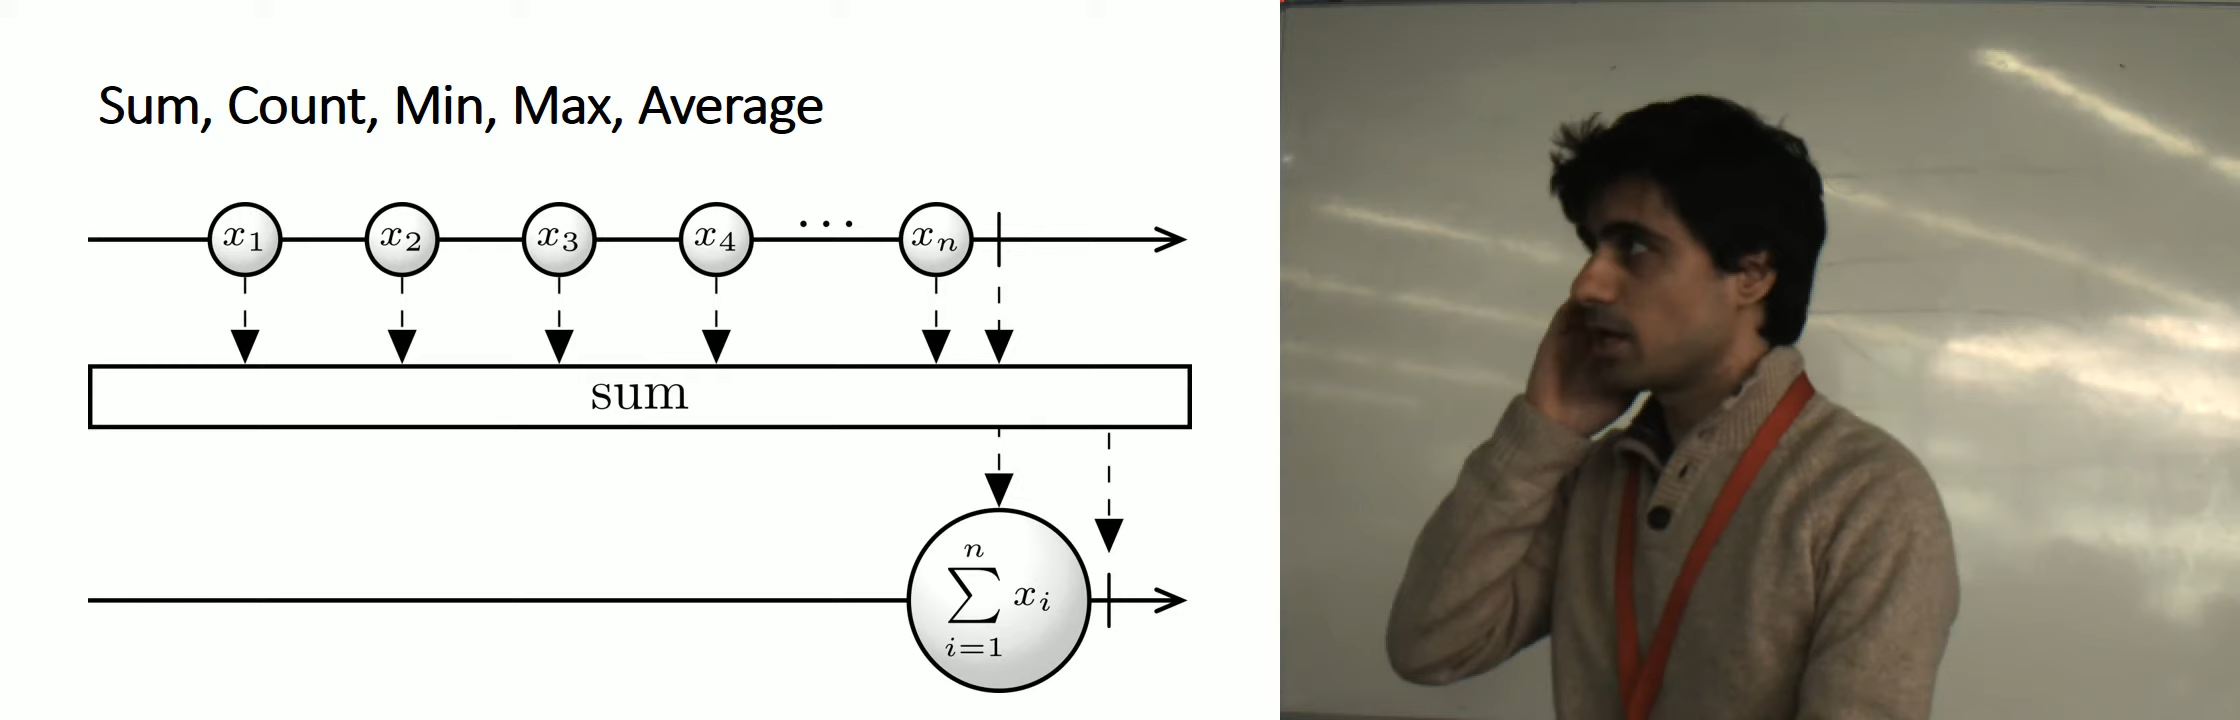 Sum, Count, Min, Max, Average
x₁ x₂ x₃ x₄ ··· xₙ
sum
n
∑ xᵢ
i=1